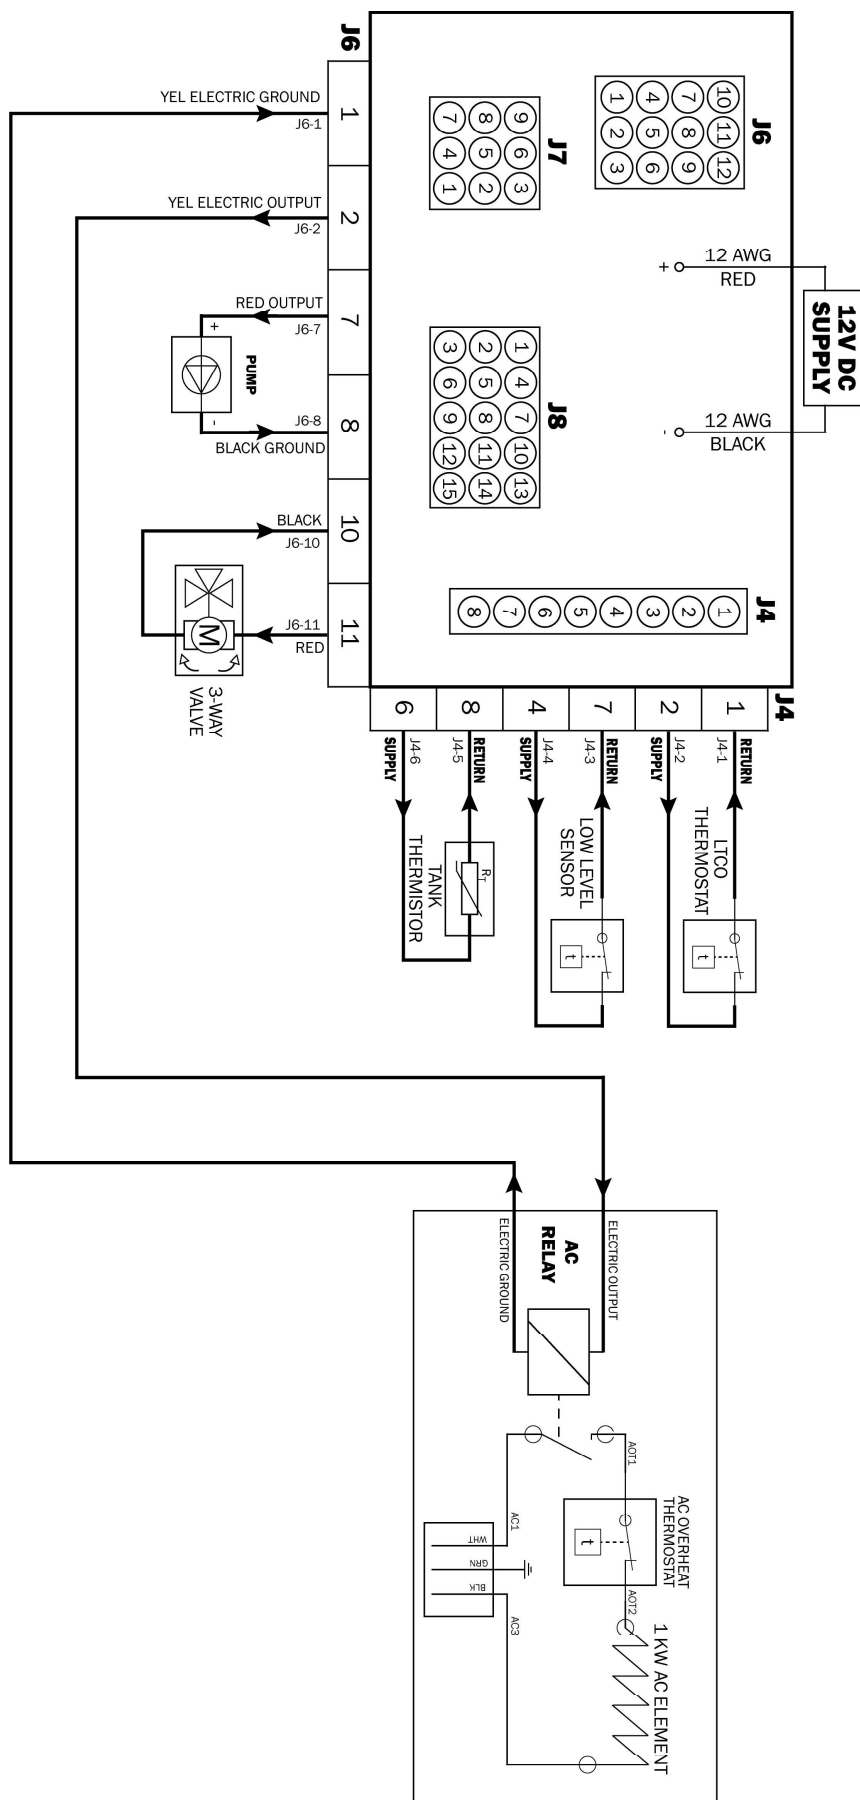 J6
1
2
7
8
10
11
YEL ELECTRIC GROUND
J6-1
YEL ELECTRIC OUTPUT
J6-2
RED OUTPUT
J6-7
+
PUMP
-
J6-8
BLACK GROUND
BLACK
J6-10
J6-11
RED
M
3-WAY
VALVE
J7
9 6 3
8 5 2
7 4 1
J6
10 11 12
7 8 9
4 5 6
1 2 3
12V DC
SUPPLY
12 AWG
RED
+
12 AWG
BLACK
-
J8
1 4 7 10 13
2 5 8 11 14
3 6 9 12 15
J4
1 2 3 4 5 6 7 8
J4
1
2
7
4
8
6
J4-1
RETURN
J4-2
SUPPLY
J4-3
RETURN
J4-4
SUPPLY
J4-5
RETURN
J4-6
SUPPLY
LTCO
THERMOSTAT
t
LOW LEVEL
SENSOR
t
RT
TANK
THERMISTOR
ELECTRIC OUTPUT
AC
RELAY
ELECTRIC GROUND
AOT1
AC OVERHEAT
THERMOSTAT
t
AOT2
1 KW AC ELEMENT
AC1
WHT
GRN
BLK
AC3